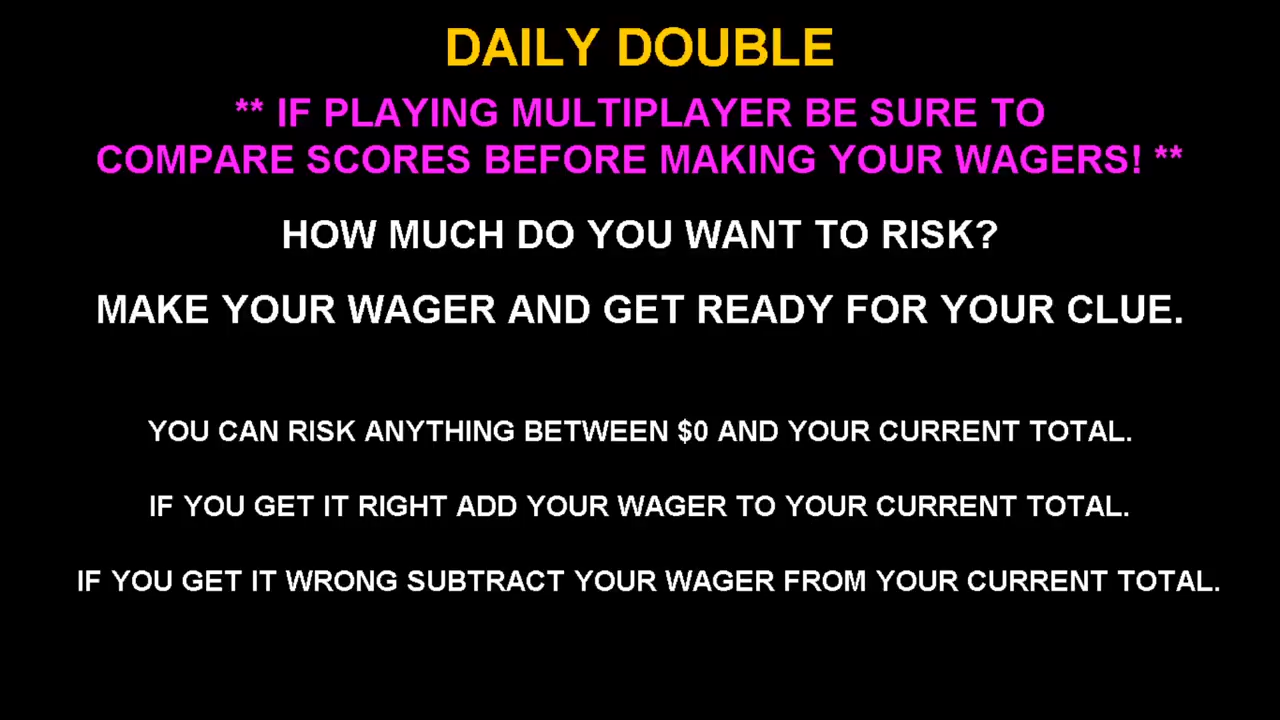 DAILY DOUBLE
** IF PLAYING MULTIPLAYER BE SURE TO
COMPARE SCORES BEFORE MAKING YOUR WAGERS! **
HOW MUCH DO YOU WANT TO RISK?
MAKE YOUR WAGER AND GET READY FOR YOUR CLUE.
YOU CAN RISK ANYTHING BETWEEN $0 AND YOUR CURRENT TOTAL.
IF YOU GET IT RIGHT ADD YOUR WAGER TO YOUR CURRENT TOTAL.
IF YOU GET IT WRONG SUBTRACT YOUR WAGER FROM YOUR CURRENT TOTAL.